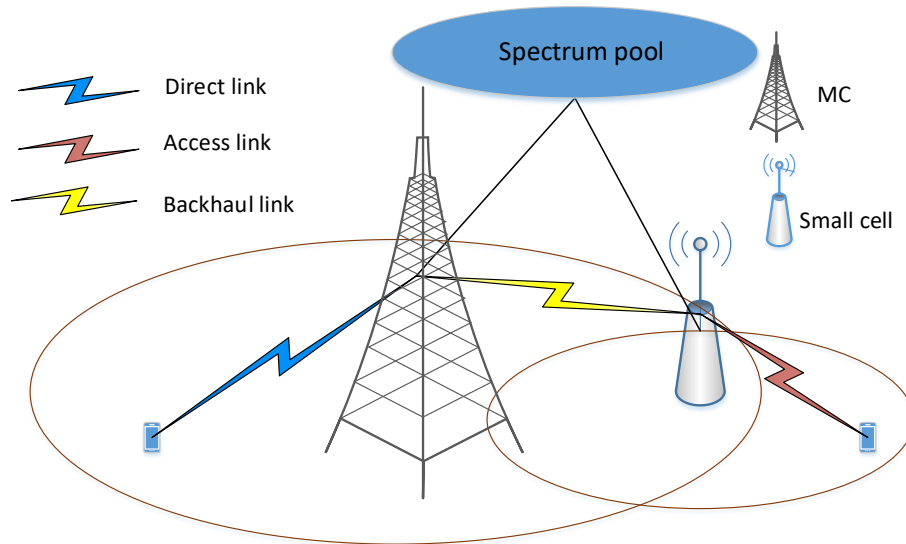 Spectrum pool
Direct link
MC
Access link
Backhaul link
Small cell